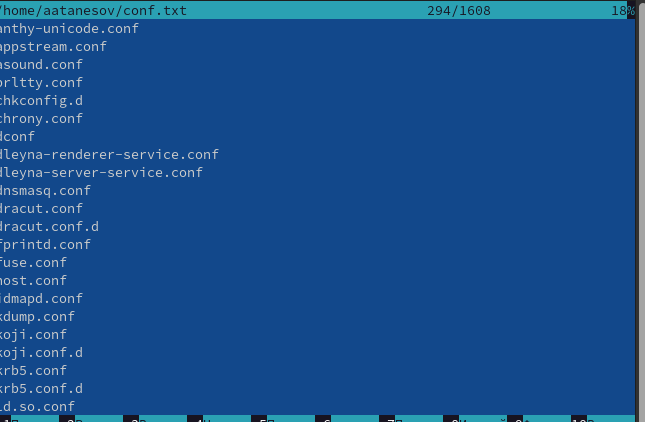 /home/aatanesov/conf.txt 294/1608 18%
anthy-unicode.conf
appstream.conf
asound.conf
brltty.conf
chkconfig.d
chrony.conf
dconf
dleyna-renderer-service.conf
dleyna-server-service.conf
dnsmasq.conf
dracut.conf
dracut.conf.d
fprintd.conf
fuse.conf
host.conf
idmapd.conf
kdump.conf
koji.conf
koji.conf.d
krb5.conf
krb5.conf.d
ld.so.conf